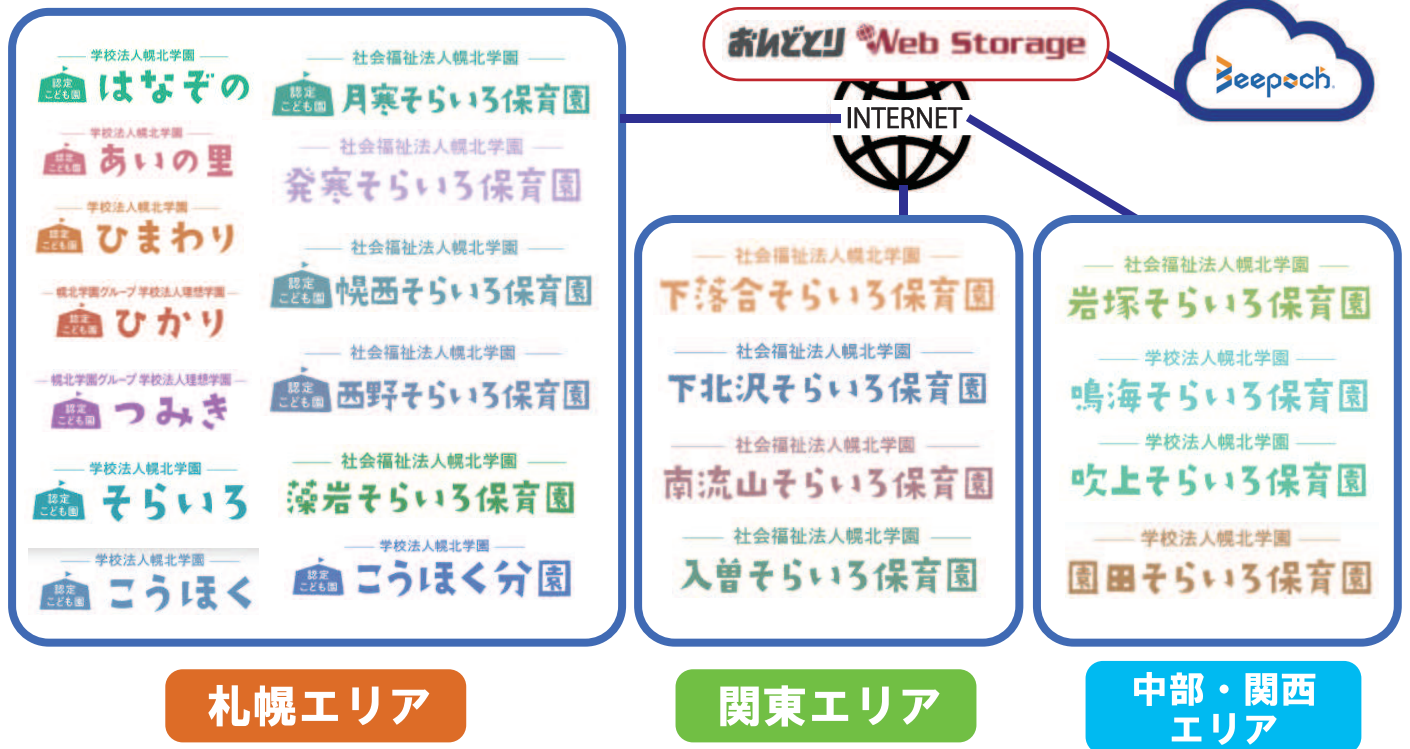 学校法人幌北学園
認定
こども園
はなぞの
学校法人幌北学園
認定
こども園
あいの里
学校法人幌北学園
認定
こども園
ひまわり
幌北学園グループ 学校法人理想学園
認定
こども園
ひかり
幌北学園グループ 学校法人理想学園
認定
こども園
つみき
学校法人幌北学園
認定
こども園
そらいろ
学校法人幌北学園
認定
こども園
こうほく
社会福祉法人幌北学園
認定
こども園
月寒そらいろ保育園
社会福祉法人幌北学園
発寒そらいろ保育園
社会福祉法人幌北学園
認定
こども園
幌西そらいろ保育園
社会福祉法人幌北学園
認定
こども園
西野そらいろ保育園
社会福祉法人幌北学園
藻岩そらいろ保育園
学校法人幌北学園
認定
こども園
こうほく分園
札幌エリア
おんどとり Web Storage
Beepoch
INTERNET
社会福祉法人幌北学園
下落合そらいろ保育園
社会福祉法人幌北学園
下北沢そらいろ保育園
社会福祉法人幌北学園
南流山そらいろ保育園
社会福祉法人幌北学園
入曽そらいろ保育園
関東エリア
社会福祉法人幌北学園
岩塚そらいろ保育園
学校法人幌北学園
鳴海そらいろ保育園
学校法人幌北学園
吹上そらいろ保育園
学校法人幌北学園
園田そらいろ保育園
中部・関西
エリア